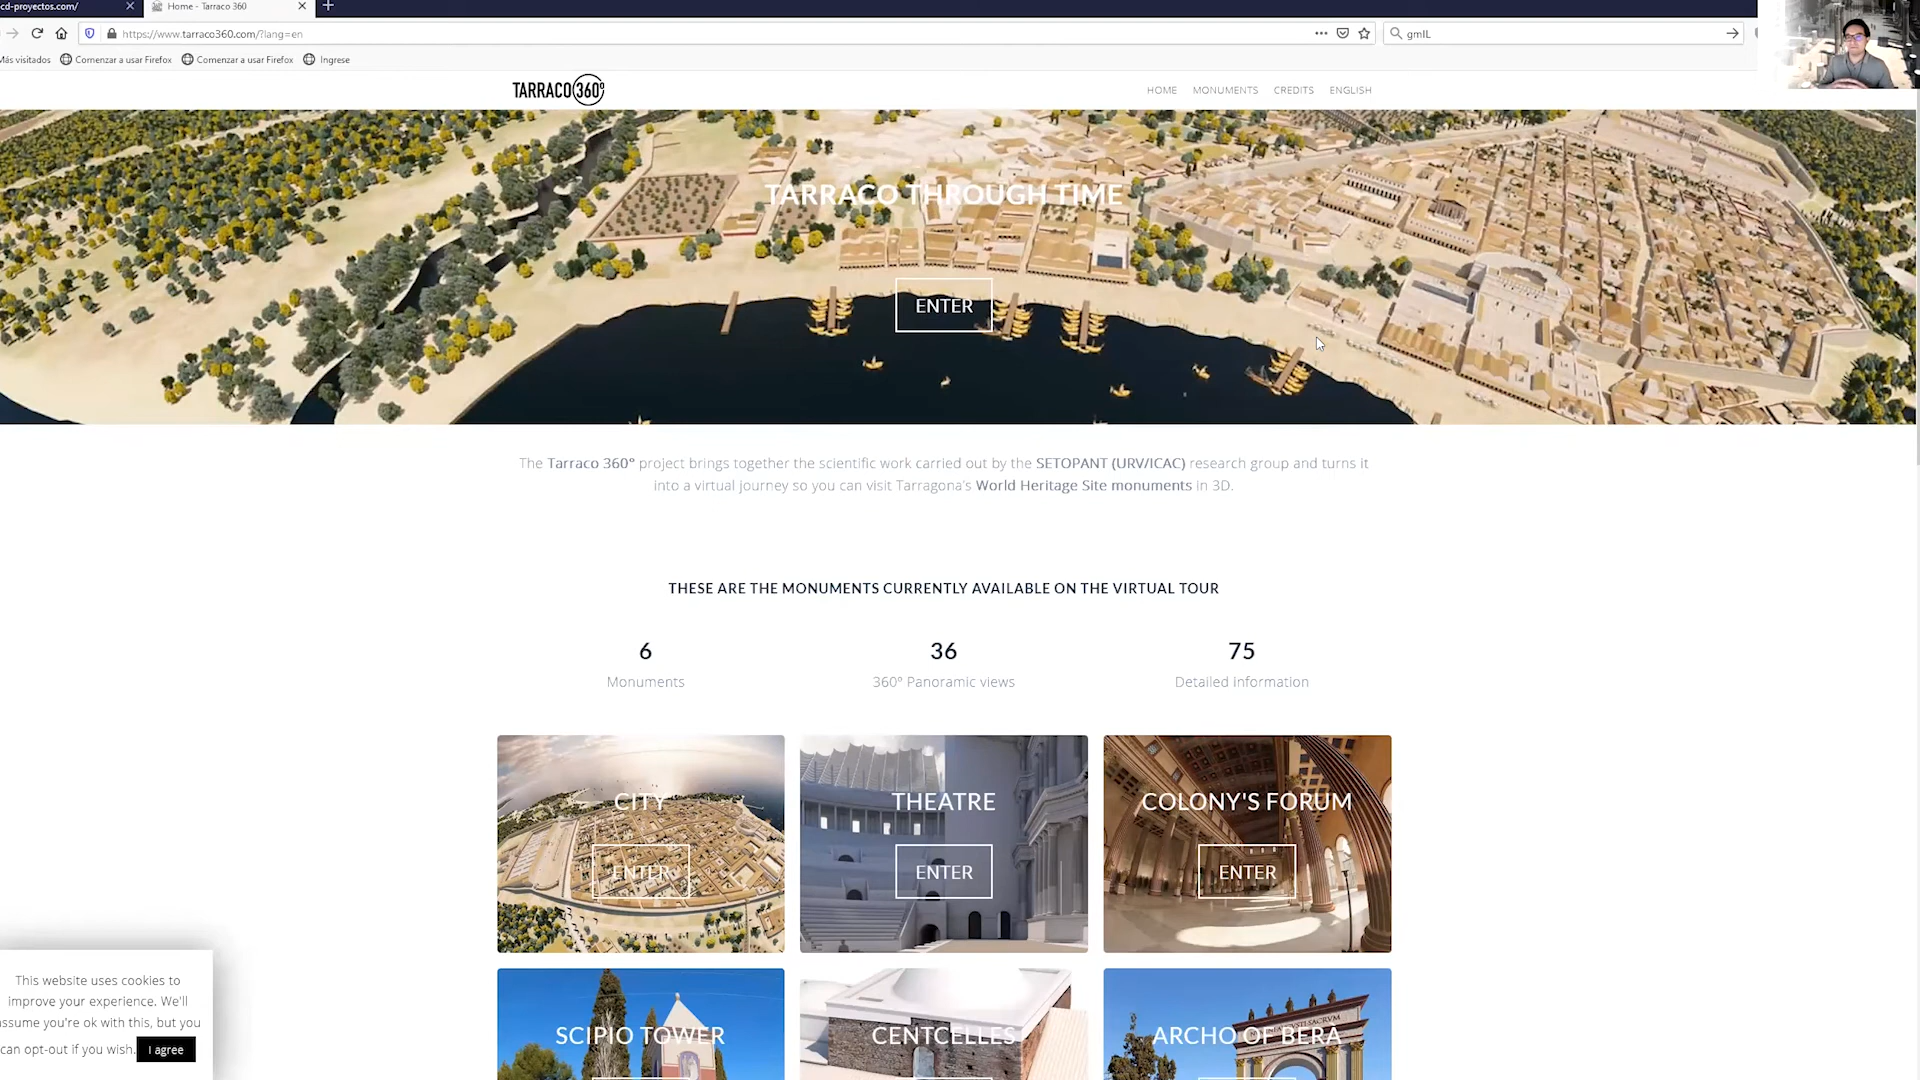 cd-proyectos.com/
Home - Tarraco 360
https://www.tarraco360.com/?lang=en
gmIL
Más visitados
Comenzar a usar Firefox
Comenzar a usar Firefox
Ingrese
TARRACO 360º
HOME
MONUMENTS
CREDITS
ENGLISH
TARRACO THROUGH TIME
ENTER
The Tarraco 360° project brings together the scientific work carried out by the SETOPANT (URV/ICAC) research group and turns it
into a virtual journey so you can visit Tarragona's World Heritage Site monuments in 3D.
THESE ARE THE MONUMENTS CURRENTLY AVAILABLE ON THE VIRTUAL TOUR
6
Monuments
36
360º Panoramic views
75
Detailed information
CITY
ENTER
THEATRE
ENTER
COLONY'S FORUM
ENTER
SCIPIO TOWER
CENTCELLES
ARCHO OF BERÀ
This website uses cookies to
improve your experience. We'll
assume you're ok with this, but you
can opt-out if you wish.
I agree